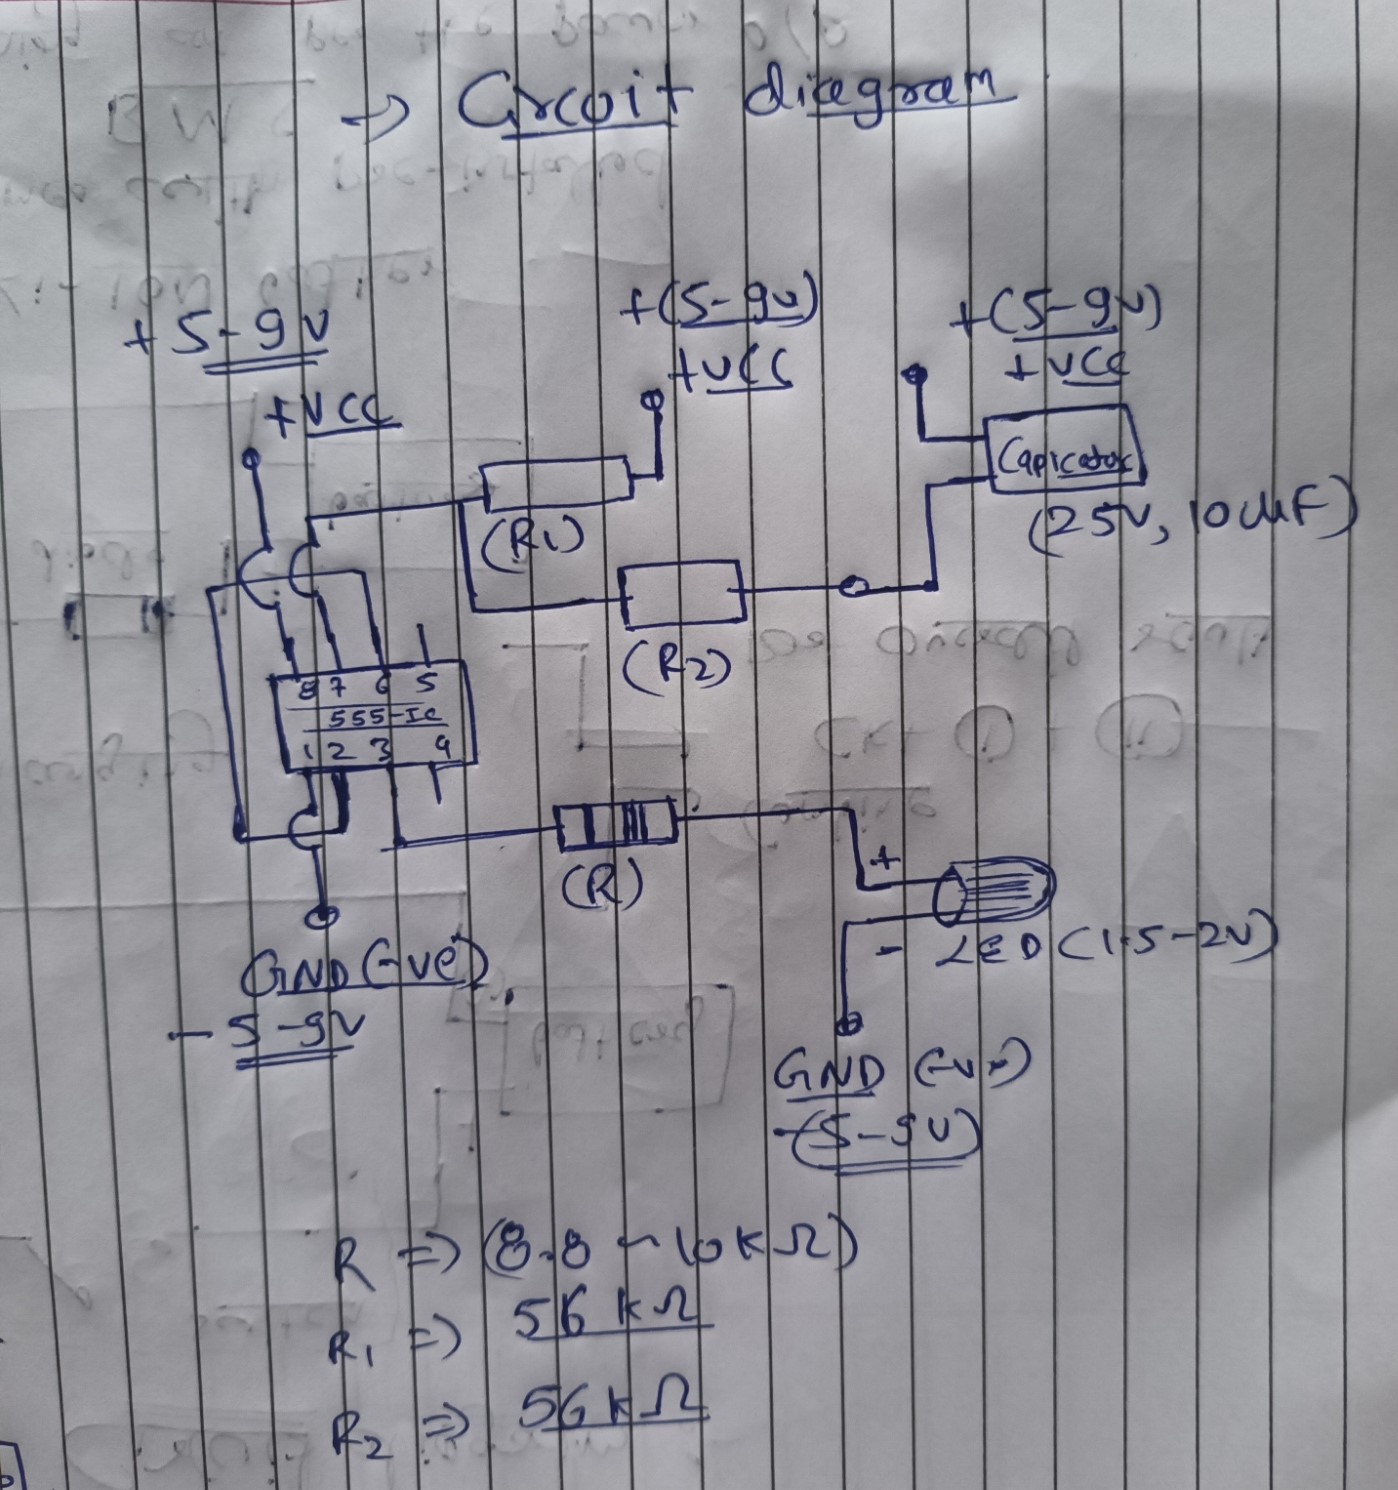 → Circuit diagram
+ 5-9V
+VCC
+(5-9v)
+VCC
+(5-9v)
+VCC
Capicator
(25V, 10uF)
(R1)
(R2)
8 7 6 5
555-IC
1 2 3 4
(R)
+
-
LED (1.5-2V)
GND (-ve)
- 5-9V
GND (-ve)
-(5-9V)
R => (8.8 - 10KΩ)
R1 => 56 KΩ
R2 => 56 KΩ